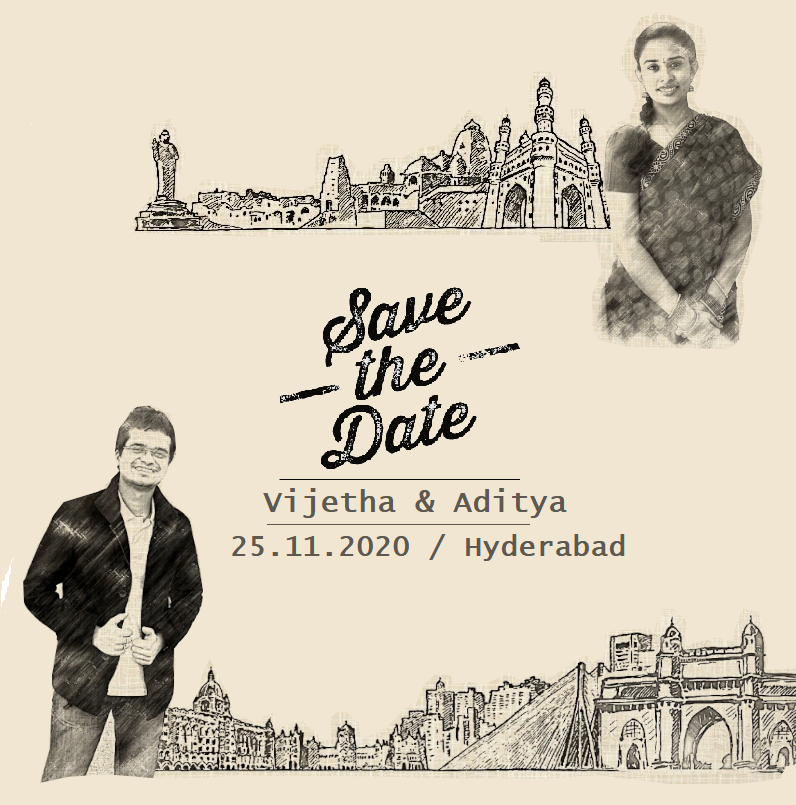 Save
the
Date
Vijetha & Aditya
25.11.2020 / Hyderabad